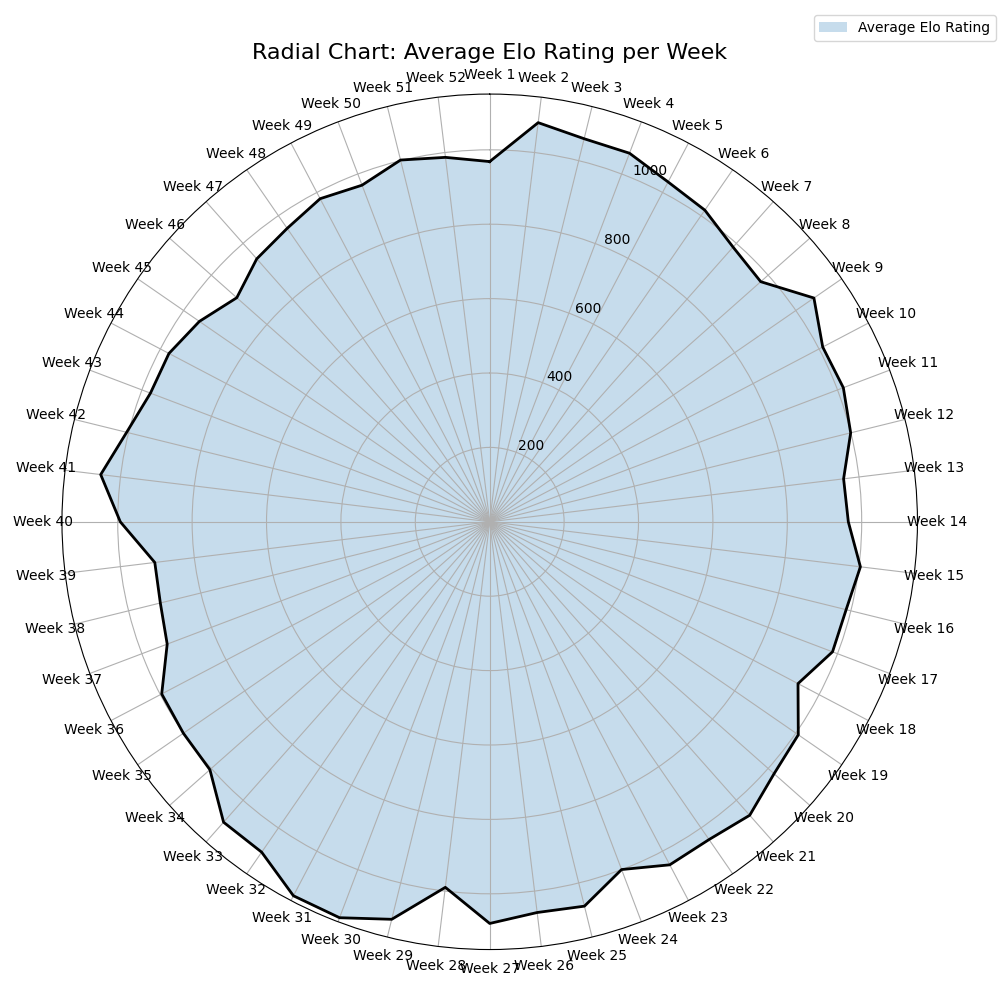 Average Elo Rating
Radial Chart: Average Elo Rating per Week
Week 1
Week 2
Week 3
Week 4
Week 5
Week 6
Week 7
Week 8
Week 9
Week 10
Week 11
Week 12
Week 13
Week 14
Week 15
Week 16
Week 17
Week 18
Week 19
Week 20
Week 21
Week 22
Week 23
Week 24
Week 25
Week 26
Week 27
Week 28
Week 29
Week 30
Week 31
Week 32
Week 33
Week 34
Week 35
Week 36
Week 37
Week 38
Week 39
Week 40
Week 41
Week 42
Week 43
Week 44
Week 45
Week 46
Week 47
Week 48
Week 49
Week 50
Week 51
Week 52
1000
800
600
400
200